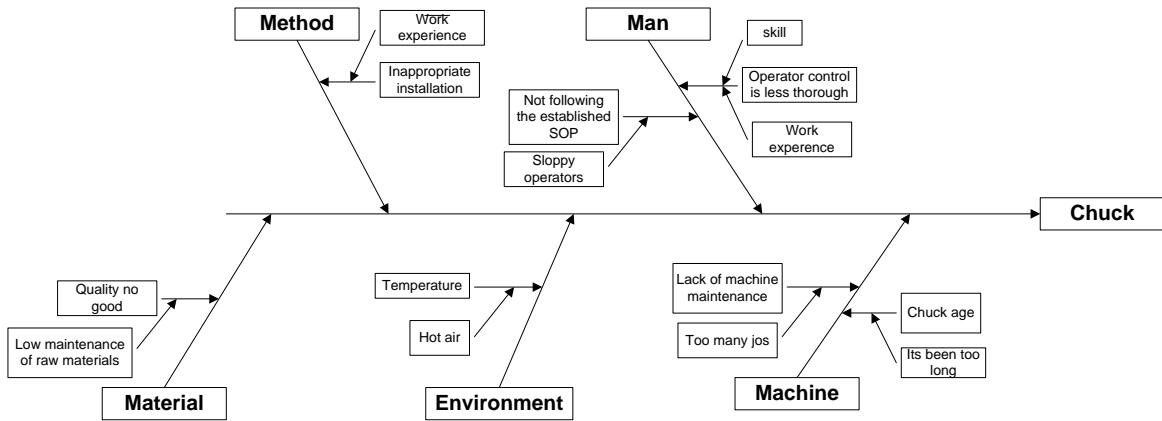 Method
Work
experience
Inappropriate
installation
Man
skill
Operator control
is less thorough
Work
experence
Not following
the established
SOP
Sloppy
operators
Chuck
Quality no
good
Low maintenance
of raw materials
Material
Temperature
Hot air
Environment
Lack of machine
maintenance
Too many jos
Chuck age
Its been too
long
Machine